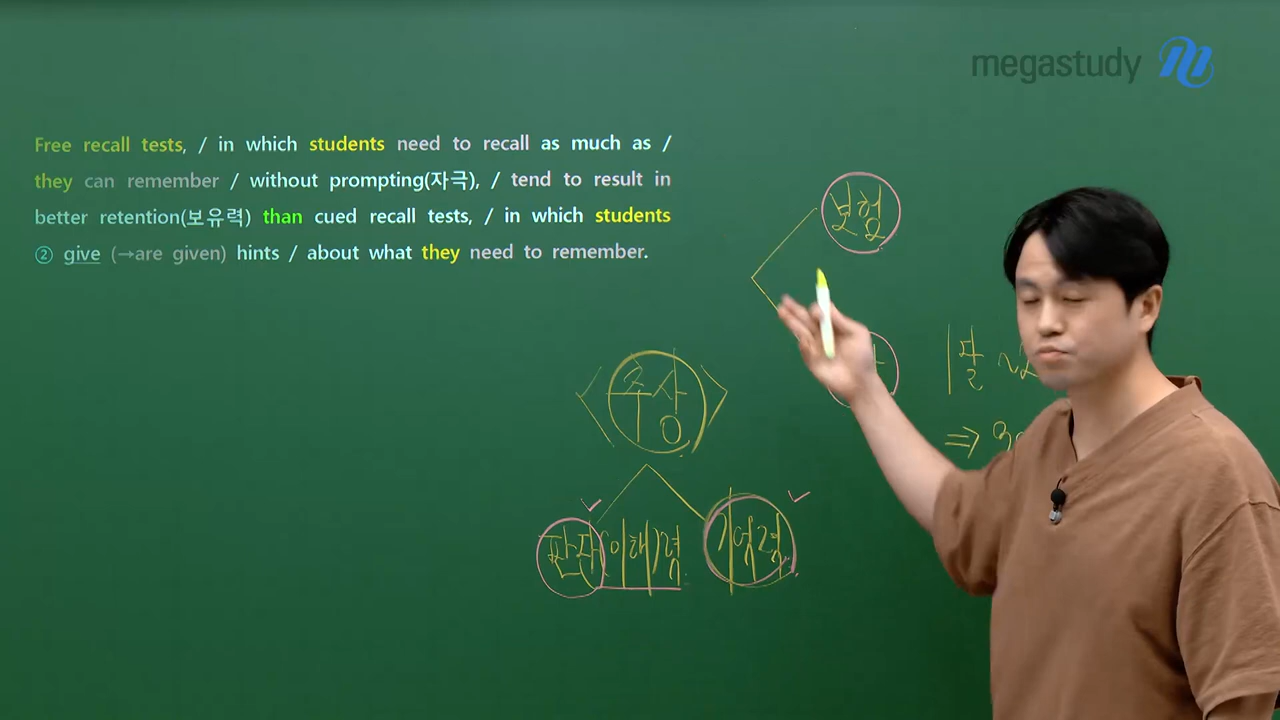 megastudy
Free recall tests, / in which students need to recall as much as /
they can remember / without prompting(자극), / tend to result in
better retention(보유력) than cued recall tests, / in which students
② give (→are given) hints / about what they need to remember.
보험
추상
판단(이해)력
기억력